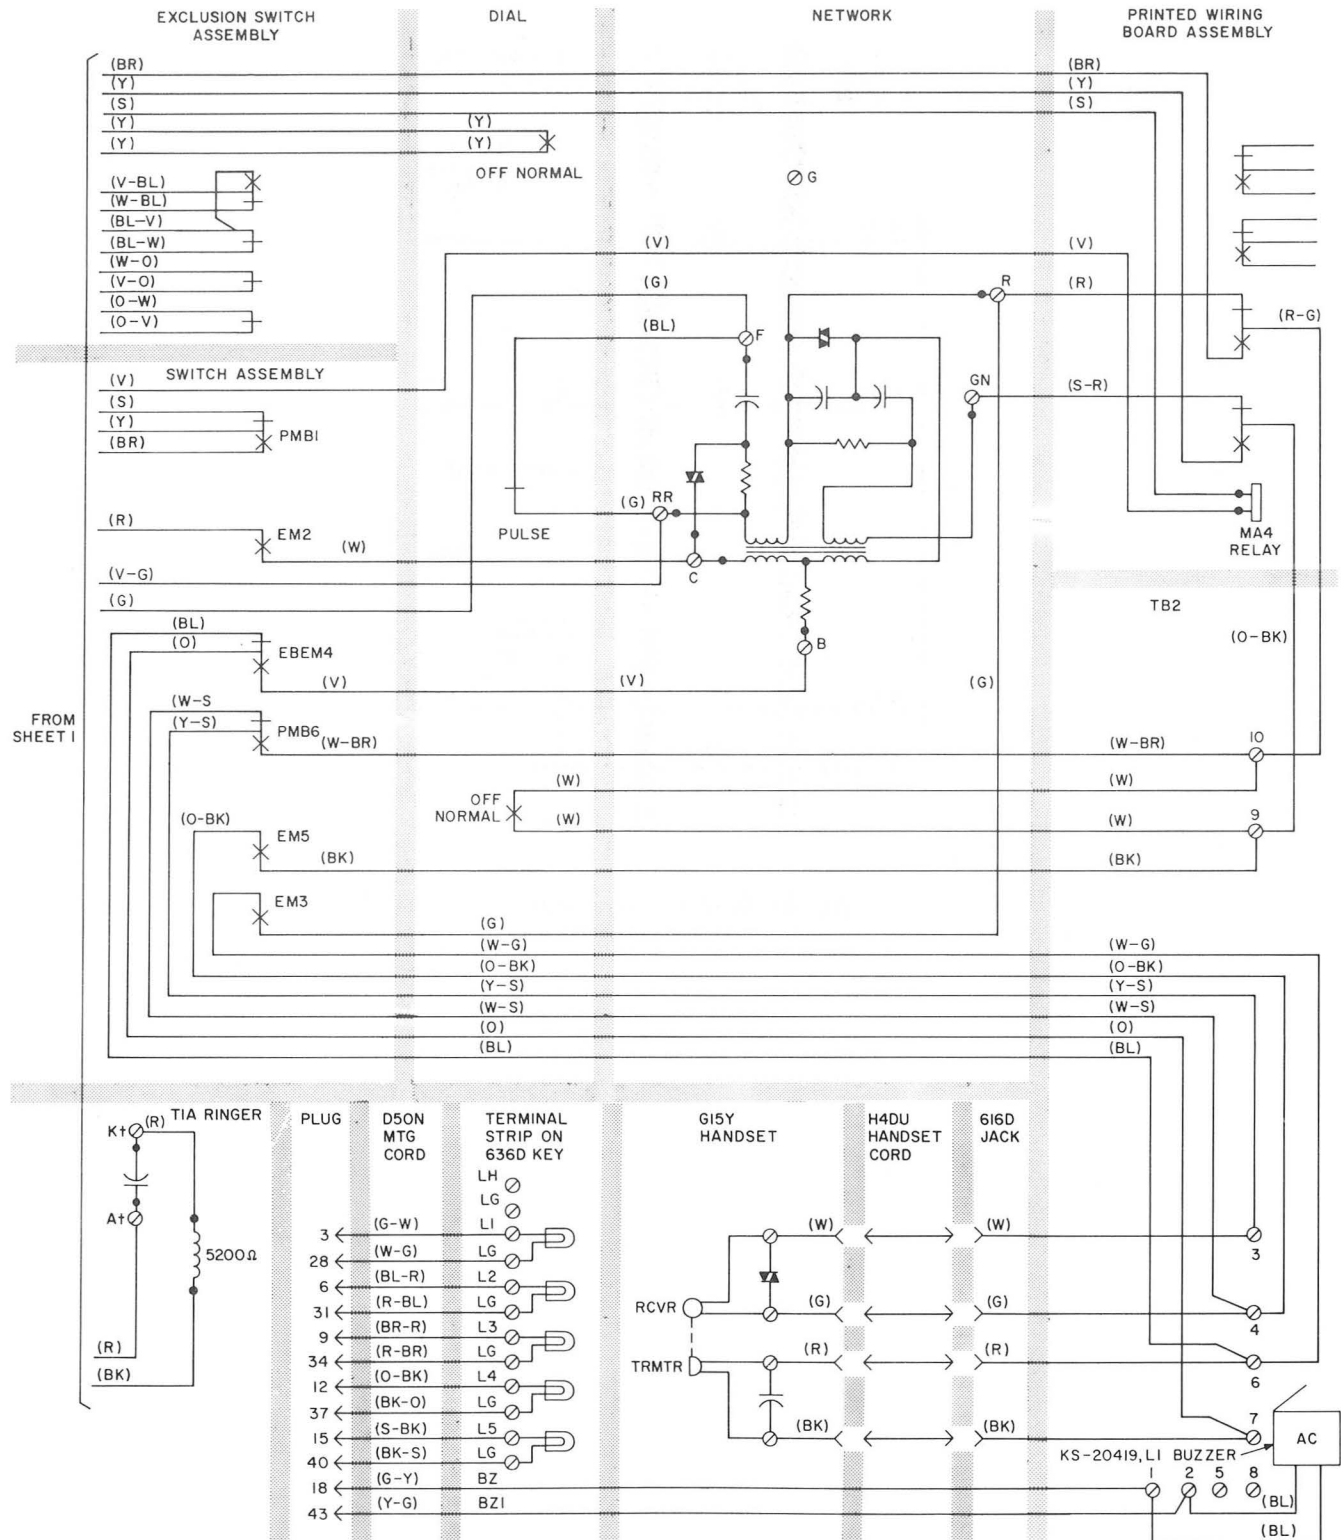 EXCLUSION SWITCH
ASSEMBLY
DIAL
NETWORK
PRINTED WIRING
BOARD ASSEMBLY
(BR)
(BR)
(Y)
(Y)
(S)
(S)
(Y)
(Y)
(Y)
(Y)
OFF NORMAL
G
(V-BL)
(W-BL)
(BL-V)
(BL-W)
(V)
(V)
(W-O)
(V-O)
(G)
R
(R)
(O-W)
(O-V)
(BL)
F
(R-G)
SWITCH ASSEMBLY
(V)
GN
(S-R)
(S)
(Y)
(BR)
PMB1
(G)
RR
(R)
EM2
PULSE
MA4
RELAY
(W)
(V-G)
C
(G)
TB2
(BL)
(O)
EBEM4
B
(O-BK)
(V)
(V)
(G)
(W-S
FROM
SHEET 1
(Y-S)
PMB6
(W-BR)
(W-BR)
10
(W)
(W)
OFF
NORMAL
(O-BK)
(W)
(W)
9
EM5
(BK)
(BK)
EM3
(G)
(W-G)
(W-G)
(O-BK)
(O-BK)
(Y-S)
(Y-S)
(W-S)
(W-S)
(O)
(O)
(BL)
(BL)
T1A RINGER
K†
(R)
A†
5200Ω
(R)
(BK)
PLUG
D50N
MTG
CORD
TERMINAL
STRIP ON
636D KEY
G15Y
HANDSET
H4DU
HANDSET
CORD
616D
JACK
LH
LG
3
(G-W)
L1
28
(W-G)
LG
6
(BL-R)
L2
31
(R-BL)
LG
9
(BR-R)
L3
34
(R-BR)
LG
12
(O-BK)
L4
37
(BK-O)
LG
15
(S-BK)
L5
40
(BK-S)
LG
18
(G-Y)
BZ
43
(Y-G)
BZ1
(W)
(W)
3
RCVR
(G)
(G)
4
TRMTR
(R)
(R)
6
(BK)
(BK)
7
AC
KS-20419, L1 BUZZER
1
2
5
8
(BL)
(BL)